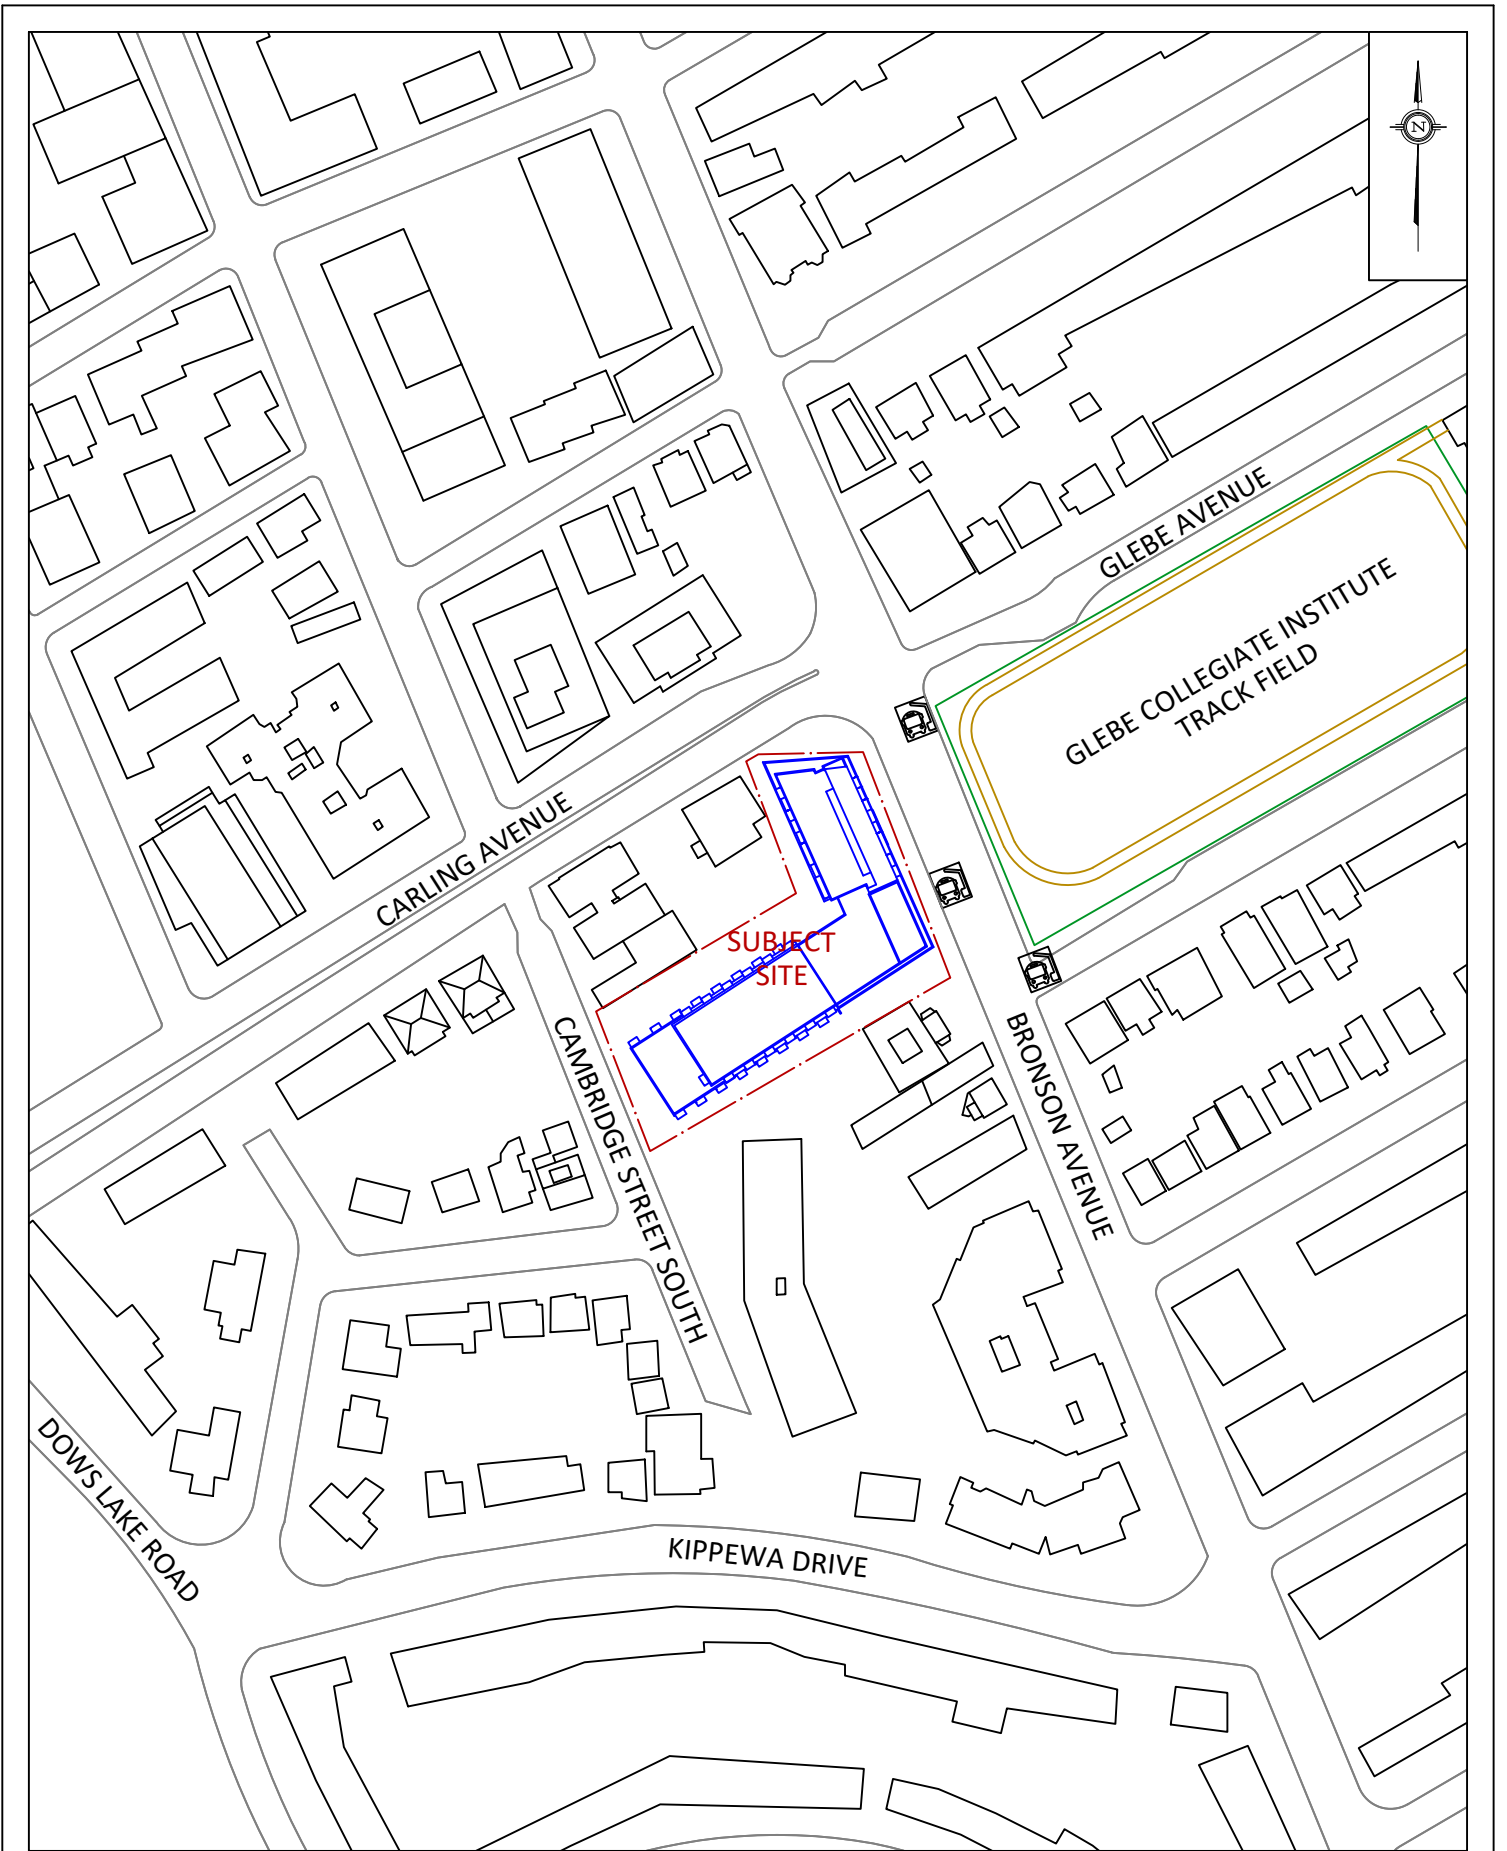 N
GLEBE AVENUE
GLEBE COLLEGIATE INSTITUTE
TRACK FIELD
CARLING AVENUE
SUBJECT
SITE
CAMBRIDGE STREET SOUTH
BRONSON AVENUE
DOWS LAKE ROAD
KIPPEWA DRIVE